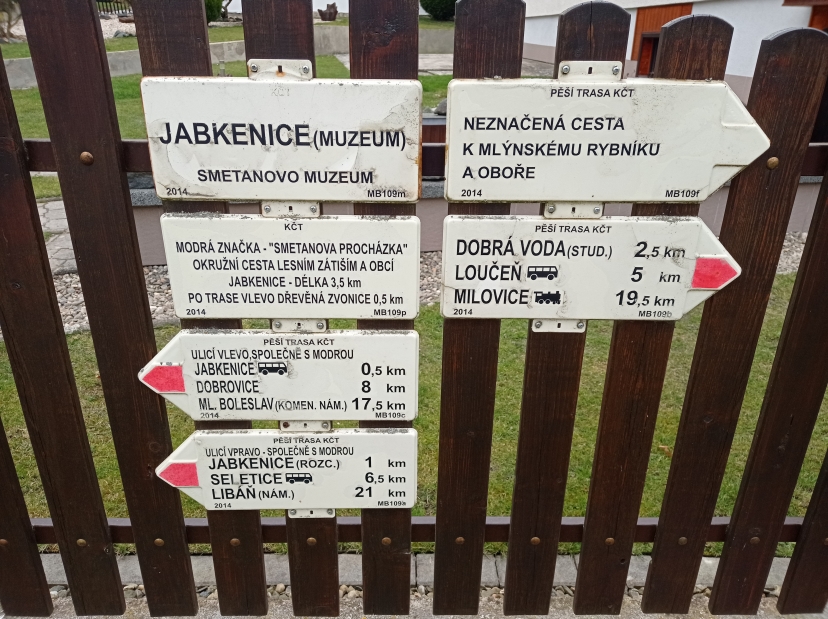 KČT
JABKENICE (MUZEUM)
SMETANOVO MUZEUM
2014 MB109m
KČT
MODRÁ ZNAČKA - "SMETANOVA PROCHÁZKA"
OKRUŽNÍ CESTA LESNÍM ZÁTIŠÍM A OBCÍ
JABKENICE - DÉLKA 3,5 km
PO TRASE VLEVO DŘEVĚNÁ ZVONICE 0,5 km
2014 MB109p
PĚŠÍ TRASA KČT
ULICÍ VLEVO,SPOLEČNĚ S MODROU
JABKENICE 0,5 km
DOBROVICE 8 km
ML. BOLESLAV (KOMEN. NÁM.) 17,5 km
2014 MB109c
PĚŠÍ TRASA KČT
ULICÍ VPRAVO - SPOLEČNĚ S MODROU
JABKENICE (ROZC.) 1 km
SELETICE 6,5 km
LIBÁŇ (NÁM.) 21 km
2014 MB109a
PĚŠÍ TRASA KČT
NEZNAČENÁ CESTA
K MLÝNSKÉMU RYBNÍKU
A OBOŘE
2014 MB109f
PĚŠÍ TRASA KČT
DOBRÁ VODA (STUD.) 2,5 km
LOUČEŇ 5 km
MILOVICE 19,5 km
2014 MB109b